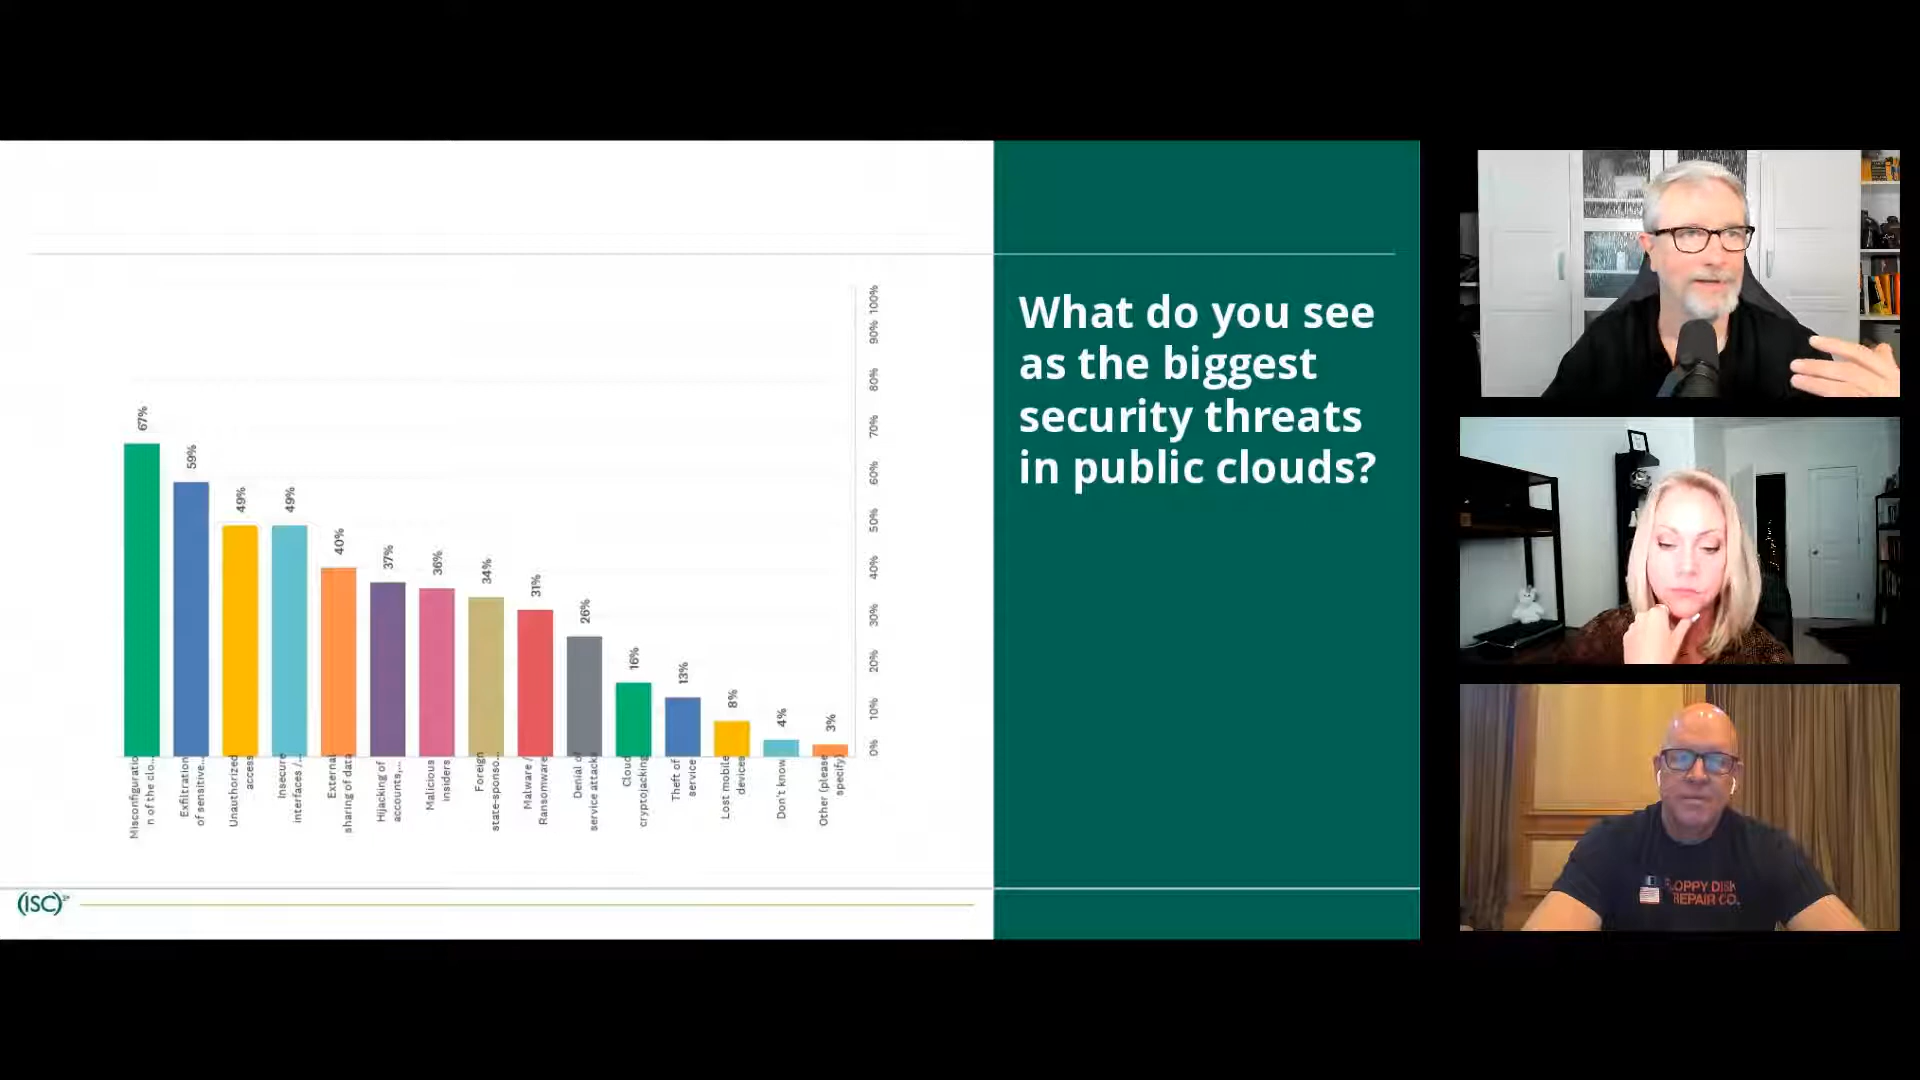 What do you see
as the biggest
security threats
in public clouds?
67%
59%
49%
49%
40%
37%
36%
34%
31%
26%
16%
13%
8%
4%
3%
100%
90%
80%
70%
60%
50%
40%
30%
20%
10%
0%
Misconfiguratio
n of the clo...
Exfiltration
of sensitive...
Unauthorized
access
Insecure
interfaces /...
External
sharing of data
Hijacking of
accounts,...
Malicious
insiders
Foreign
state-sponso...
Malware /
Ransomware
Denial of
service attacks
Cloud
cryptojacking
Theft of
service
Lost mobile
devices
Don't know
Other (please
specify)
(ISC)²
LOPPY DISK
REPAIR CO.